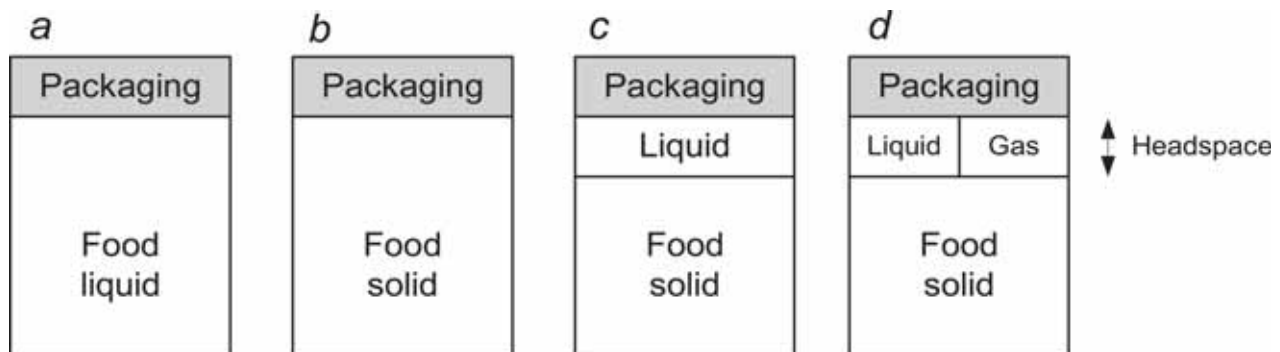 a b c d
Packaging Packaging Packaging Packaging
Liquid Liquid Gas Headspace
Food Food Food Food
liquid solid solid solid